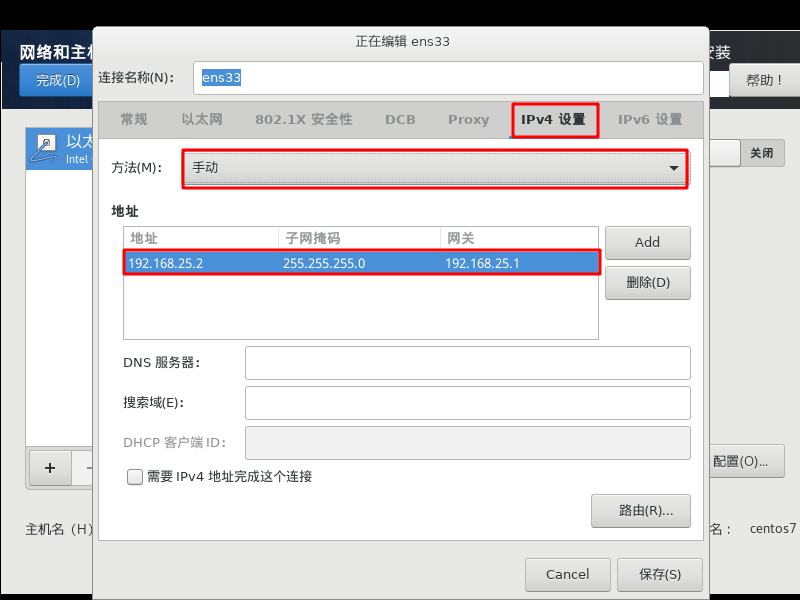 正在编辑 ens33
网络和主
安装
完成(D)
帮助！
连接名称(N)：
ens33
常规
以太网
802.1X 安全性
DCB
Proxy
IPv4 设置
IPv6 设置
以太
Intel
关闭
方法(M)：
手动
地址
地址
子网掩码
网关
192.168.25.2
255.255.255.0
192.168.25.1
Add
删除(D)
DNS 服务器：
搜索域(E)：
DHCP 客户端 ID：
需要 IPv4 地址完成这个连接
配置(O)...
路由(R)...
主机名（H）
名：
centos7
Cancel
保存(S)